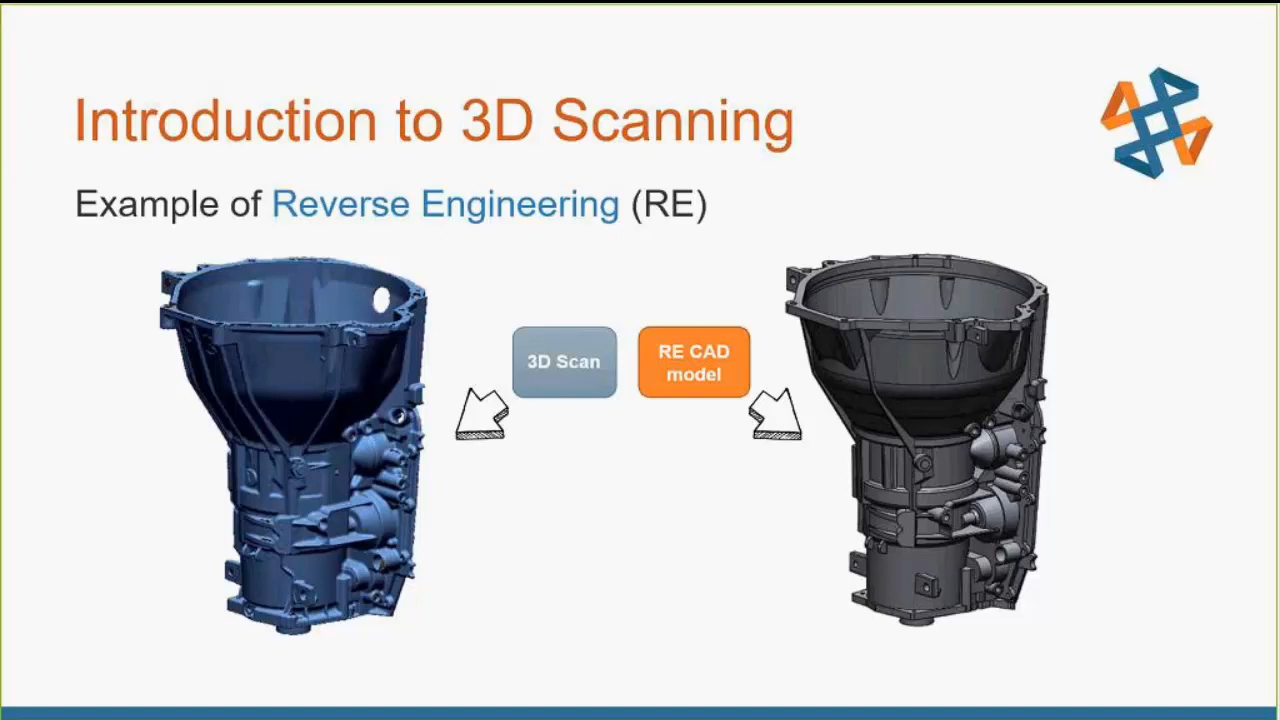 Introduction to 3D Scanning
Example of Reverse Engineering (RE)
3D Scan
RE CAD
model